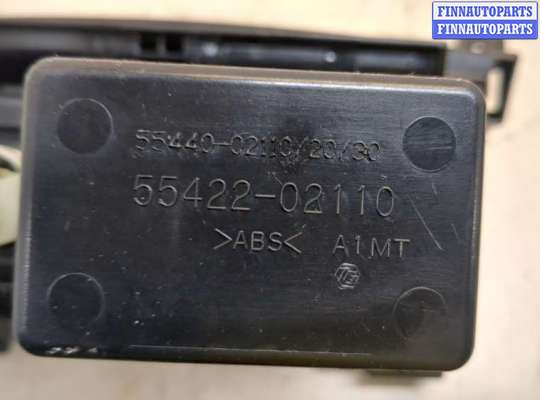 FINNAUTOPARTS
FINNAUTOPARTS
55440-02110/20/30
55422-02110
>ABS< A1MT